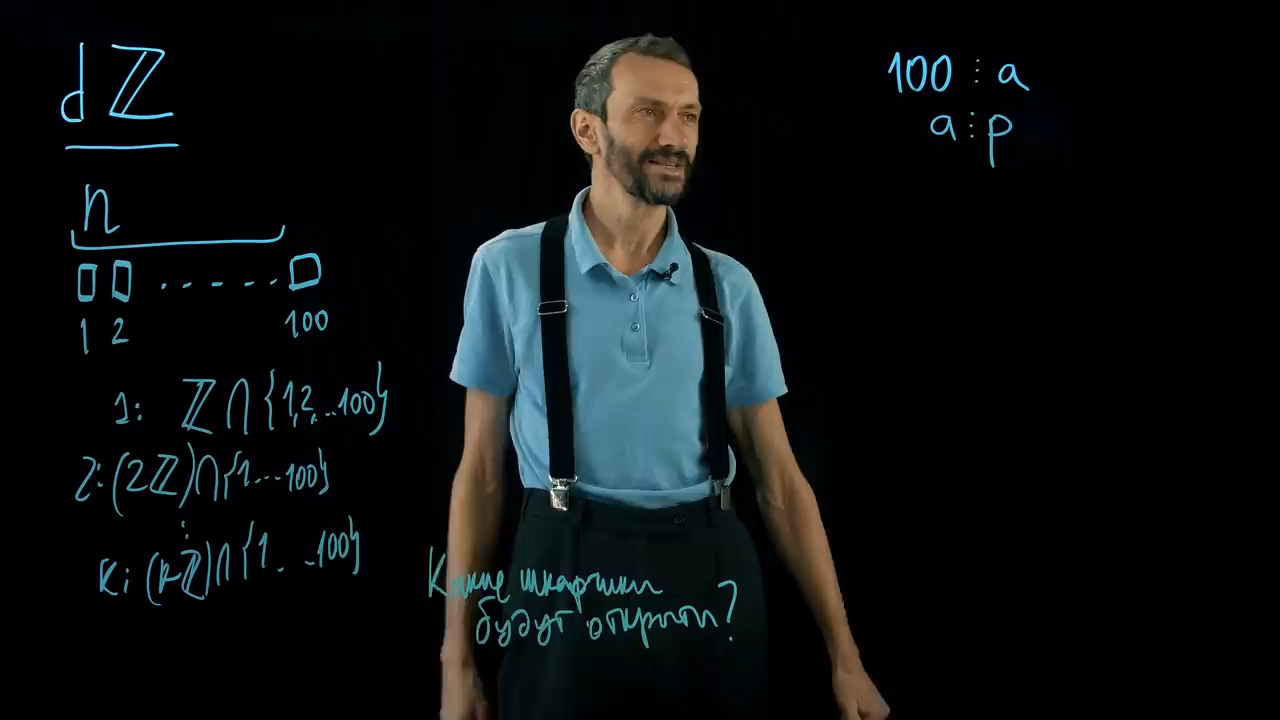 dℤ
n
1 2 100
1: ℤ ∩ {1,2,...100}
2: (2ℤ) ∩ {1...100}
⋮
K: (kℤ) ∩ {1...100}
Какие шкафчики
будут открыты?
100 ⋮ a
a ⋮ p